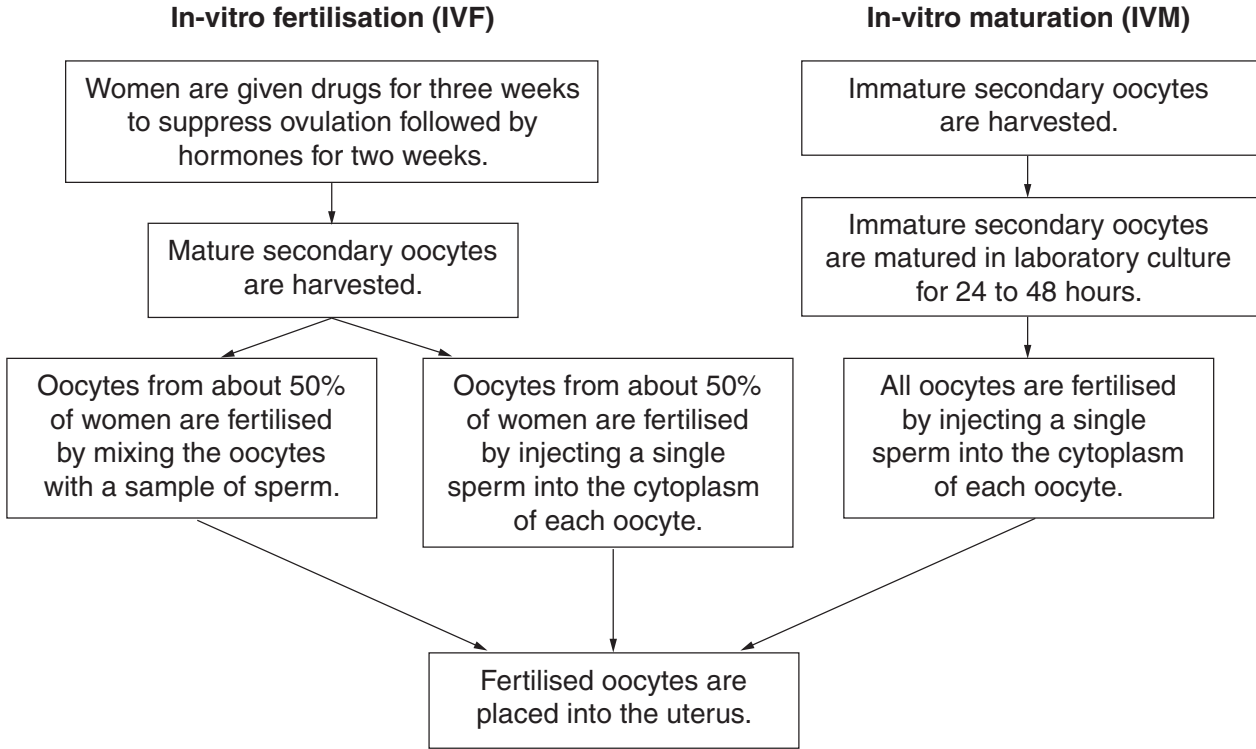 In-vitro fertilisation (IVF)
Women are given drugs for three weeks
to suppress ovulation followed by
hormones for two weeks.
Mature secondary oocytes
are harvested.
Oocytes from about 50%
of women are fertilised
by mixing the oocytes
with a sample of sperm.
Oocytes from about 50%
of women are fertilised
by injecting a single
sperm into the cytoplasm
of each oocyte.
In-vitro maturation (IVM)
Immature secondary oocytes
are harvested.
Immature secondary oocytes
are matured in laboratory culture
for 24 to 48 hours.
All oocytes are fertilised
by injecting a single
sperm into the cytoplasm
of each oocyte.
Fertilised oocytes are
placed into the uterus.